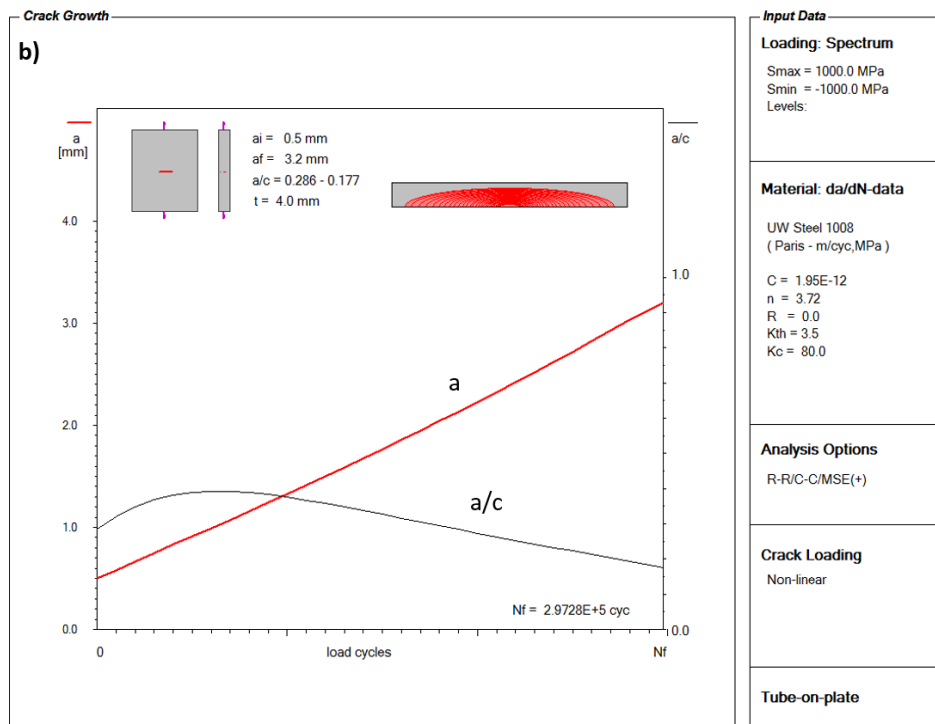 Crack Growth
b)
a
[mm]
ai = 0.5 mm
af = 3.2 mm
a/c = 0.286 - 0.177
t = 4.0 mm
a/c
4.0
3.0
2.0
1.0
0.0
1.0
0.0
a
a/c
Nf = 2.9728E+5 cyc
0
load cycles
Nf
Input Data
Loading: Spectrum
Smax = 1000.0 MPa
Smin = -1000.0 MPa
Levels:
Material: da/dN-data
UW Steel 1008
( Paris - m/cyc,MPa )
C = 1.95E-12
n = 3.72
R = 0.0
Kth = 3.5
Kc = 80.0
Analysis Options
R-R/C-C/MSE(+)
Crack Loading
Non-linear
Tube-on-plate